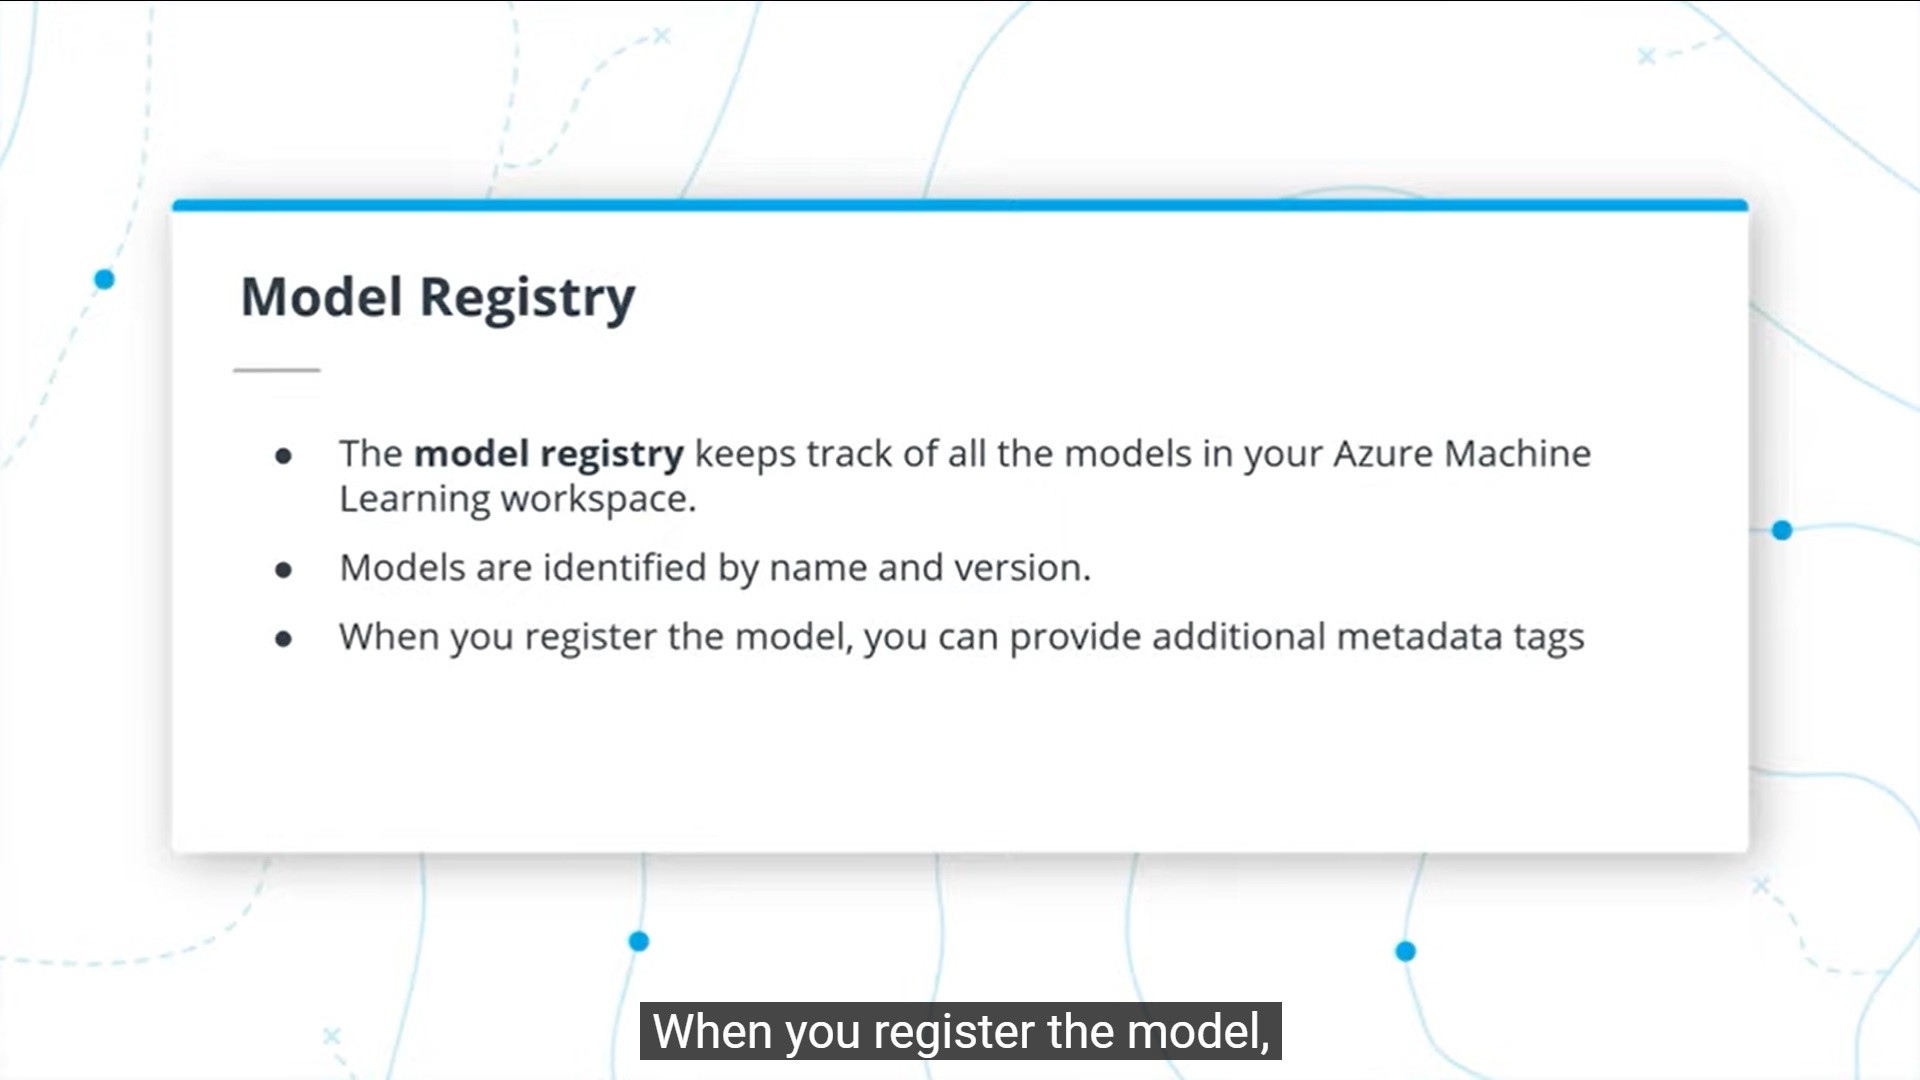 Model Registry
● The model registry keeps track of all the models in your Azure Machine
Learning workspace.
● Models are identified by name and version.
● When you register the model, you can provide additional metadata tags
When you register the model,